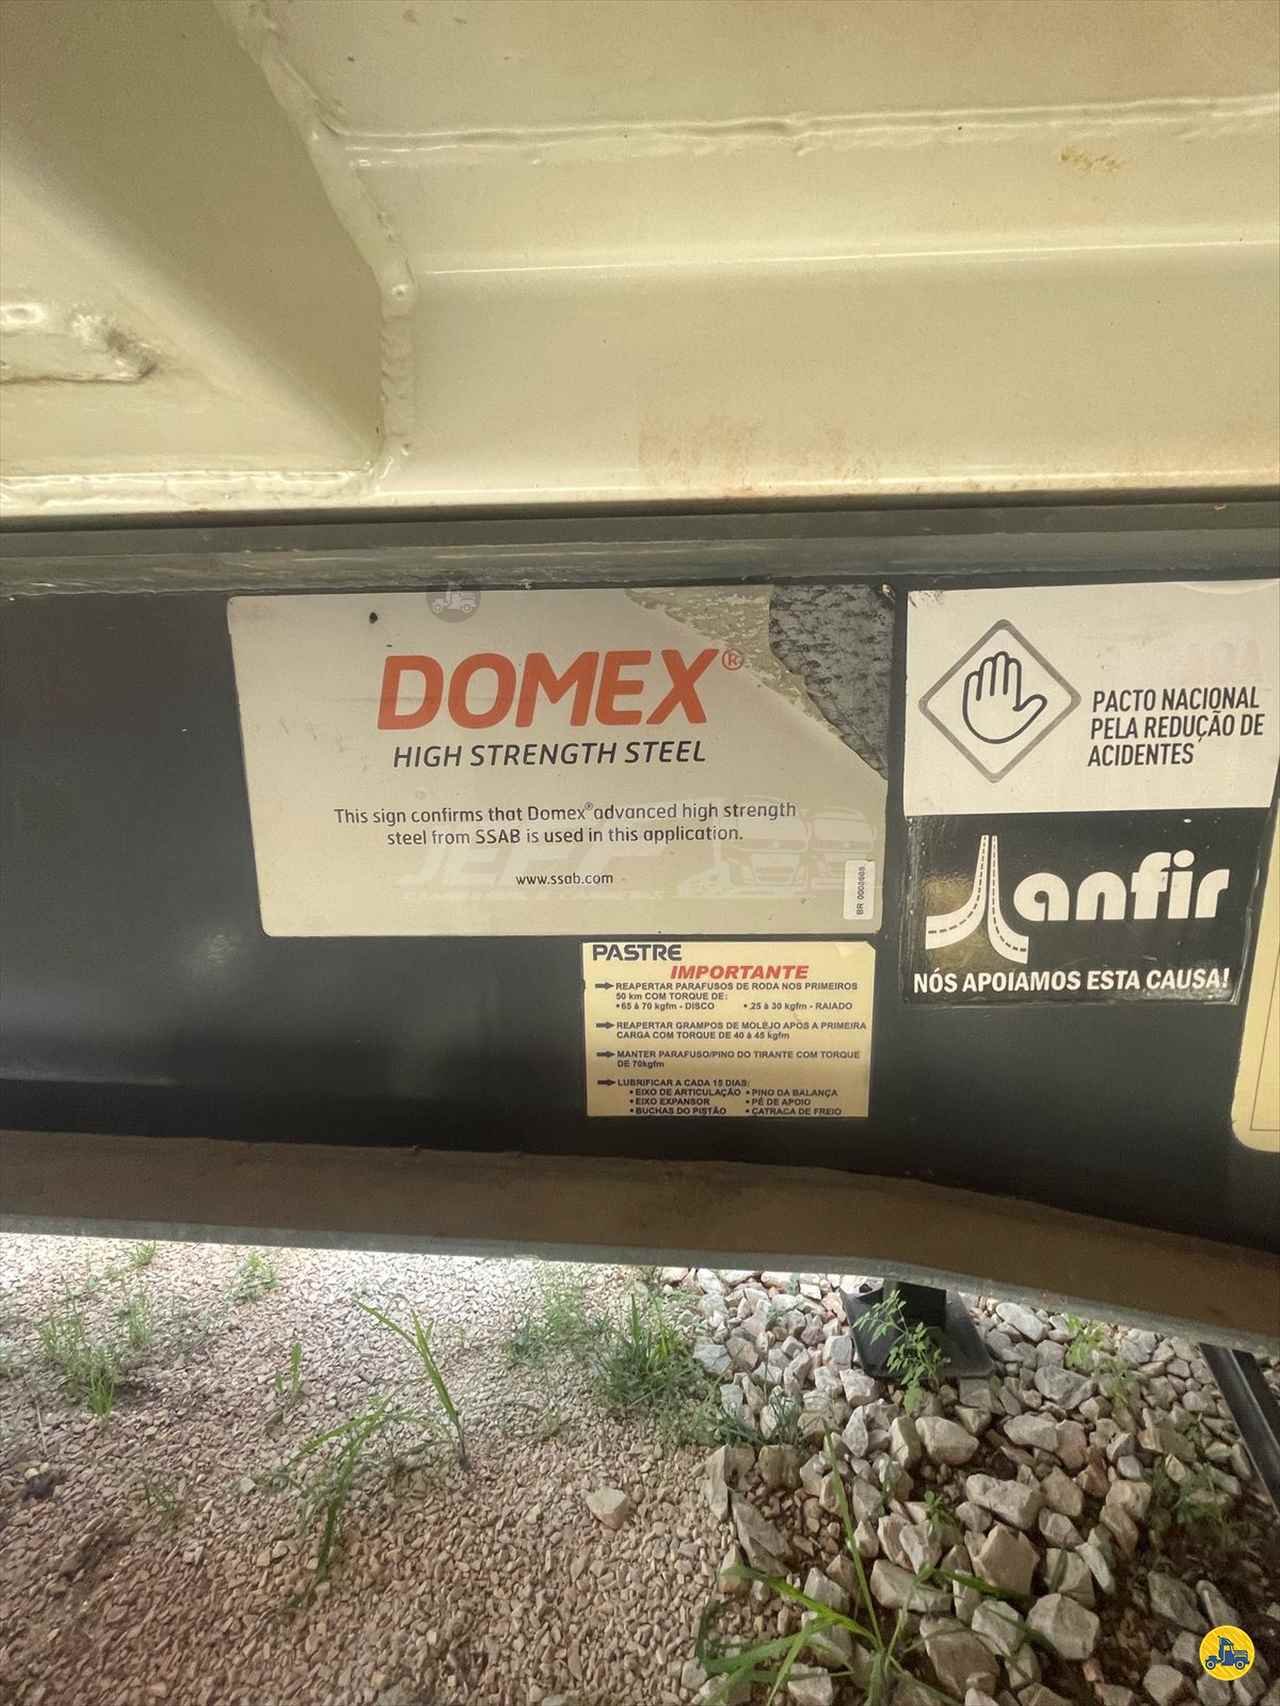 DOMEX®
HIGH STRENGTH STEEL
This sign confirms that Domex® advanced high strength
steel from SSAB is used in this application.
www.ssab.com
PACTO NACIONAL
PELA REDUÇÃO DE
ACIDENTES
anfir
NÓS APOIAMOS ESTA CAUSA!
PASTRE
IMPORTANTE
REAPERTAR PARAFUSOS DE RODA NOS PRIMEIROS
50 km COM TORQUE DE:
•65 à 70 kgfm - DISCO •25 à 30 kgfm - RAIADO
REAPERTAR GRAMPOS DE MOLEJO APÓS A PRIMEIRA
CARGA COM TORQUE DE 40 à 45 kgfm
MANTER PARAFUSO/PINO DO TIRANTE COM TORQUE
DE 70kgfm
LUBRIFICAR A CADA 15 DIAS:
•EIXO DE ARTICULAÇÃO •PINO DA BALANÇA
•EIXO EXPANSOR •PÉ DE APOIO
•BUCHAS DO PISTÃO •CATRACA DE FREIO